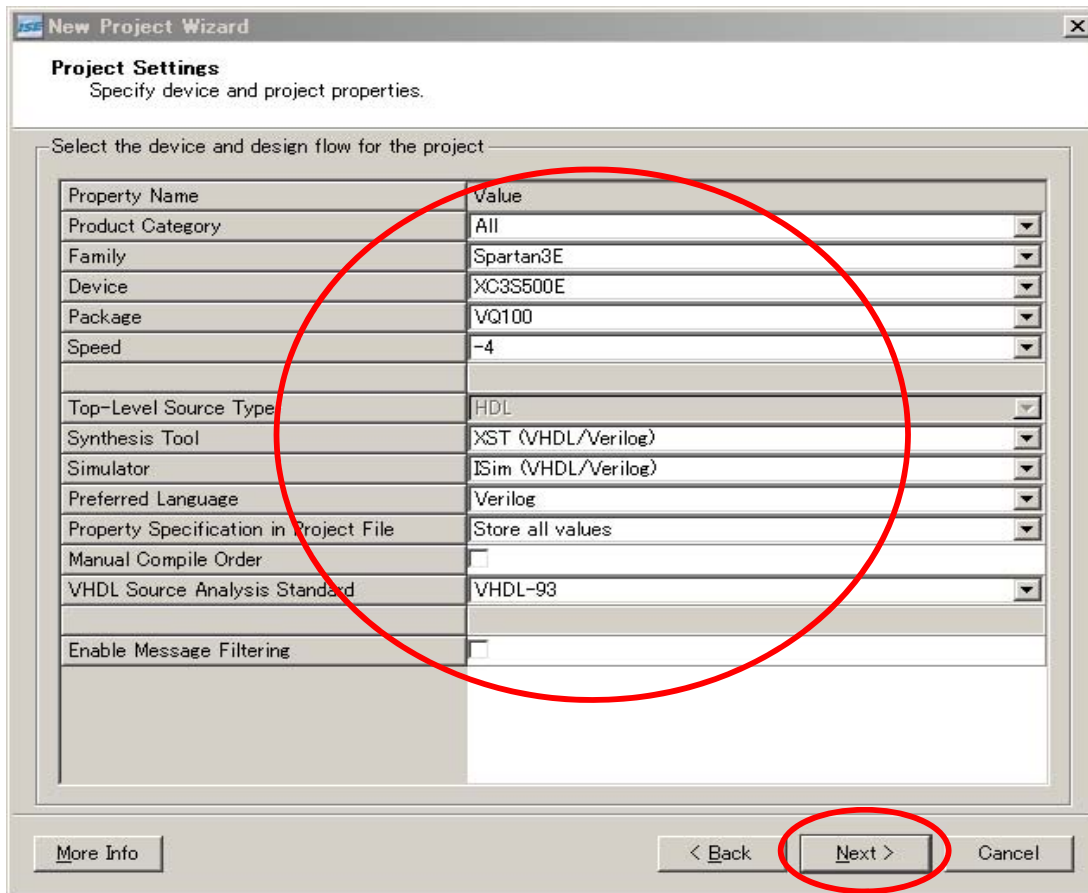 ISE New Project Wizard
Project Settings
Specify device and project properties.
Select the device and design flow for the project
Property Name Value
Product Category All
Family Spartan3E
Device XC3S500E
Package VQ100
Speed -4
Top-Level Source Type HDL
Synthesis Tool XST (VHDL/Verilog)
Simulator ISim (VHDL/Verilog)
Preferred Language Verilog
Property Specification in Project File Store all values
Manual Compile Order
VHDL Source Analysis Standard VHDL-93
Enable Message Filtering
More Info < Back Next > Cancel